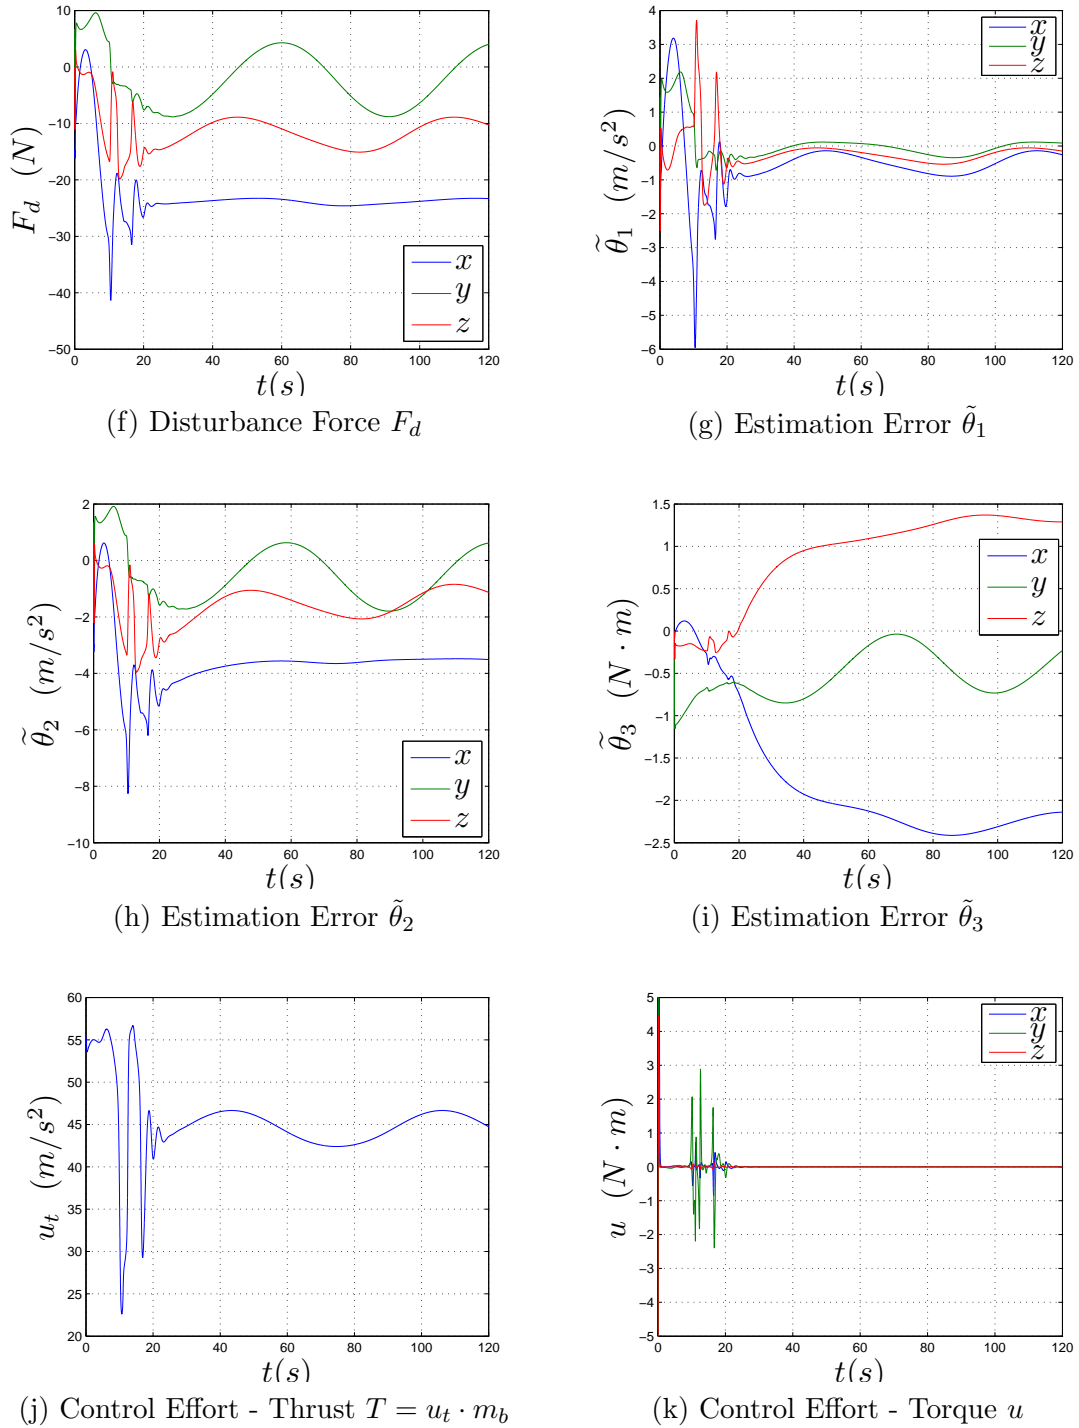 10
0
−10
−20
−30
−40
−50
0 20 40 60 80 100 120
F_d (N)
t(s)
x
y
z
(f) Disturbance Force F_d
4
3
2
1
0
−1
−2
−3
−4
−5
−6
0 20 40 60 80 100 120
θ̃_1 (m/s²)
t(s)
x
y
z
(g) Estimation Error θ̃_1
2
0
−2
−4
−6
−8
−10
0 20 40 60 80 100 120
θ̃_2 (m/s²)
t(s)
x
y
z
(h) Estimation Error θ̃_2
1.5
1
0.5
0
−0.5
−1
−1.5
−2
−2.5
0 20 40 60 80 100 120
θ̃_3 (N · m)
t(s)
x
y
z
(i) Estimation Error θ̃_3
60
55
50
45
40
35
30
25
20
0 20 40 60 80 100 120
u_t (m/s²)
t(s)
(j) Control Effort - Thrust T = u_t · m_b
5
4
3
2
1
0
−1
−2
−3
−4
−5
0 20 40 60 80 100 120
u (N · m)
t(s)
x
y
z
(k) Control Effort - Torque u